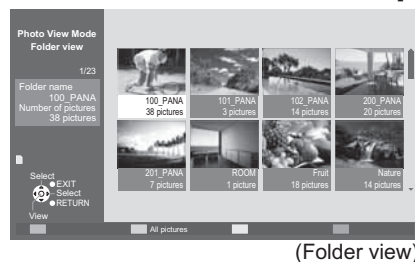 Photo View Mode
Folder view
1/23
Folder name
100_PANA
Number of pictures
38 pictures
Select
EXIT
Select
RETURN
View
100_PANA
38 pictures
101_PANA
3 pictures
102_PANA
14 pictures
200_PANA
20 pictures
201_PANA
7 pictures
ROOM
1 picture
Fruit
18 pictures
Nature
14 pictures
All pictures
(Folder view)